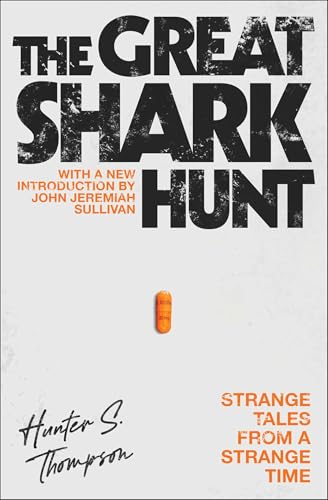 THE GREAT
SHARK
HUNT
WITH A NEW
INTRODUCTION BY
JOHN JEREMIAH
SULLIVAN
Hunter S.
Thompson
STRANGE
TALES
FROM A
STRANGE
TIME